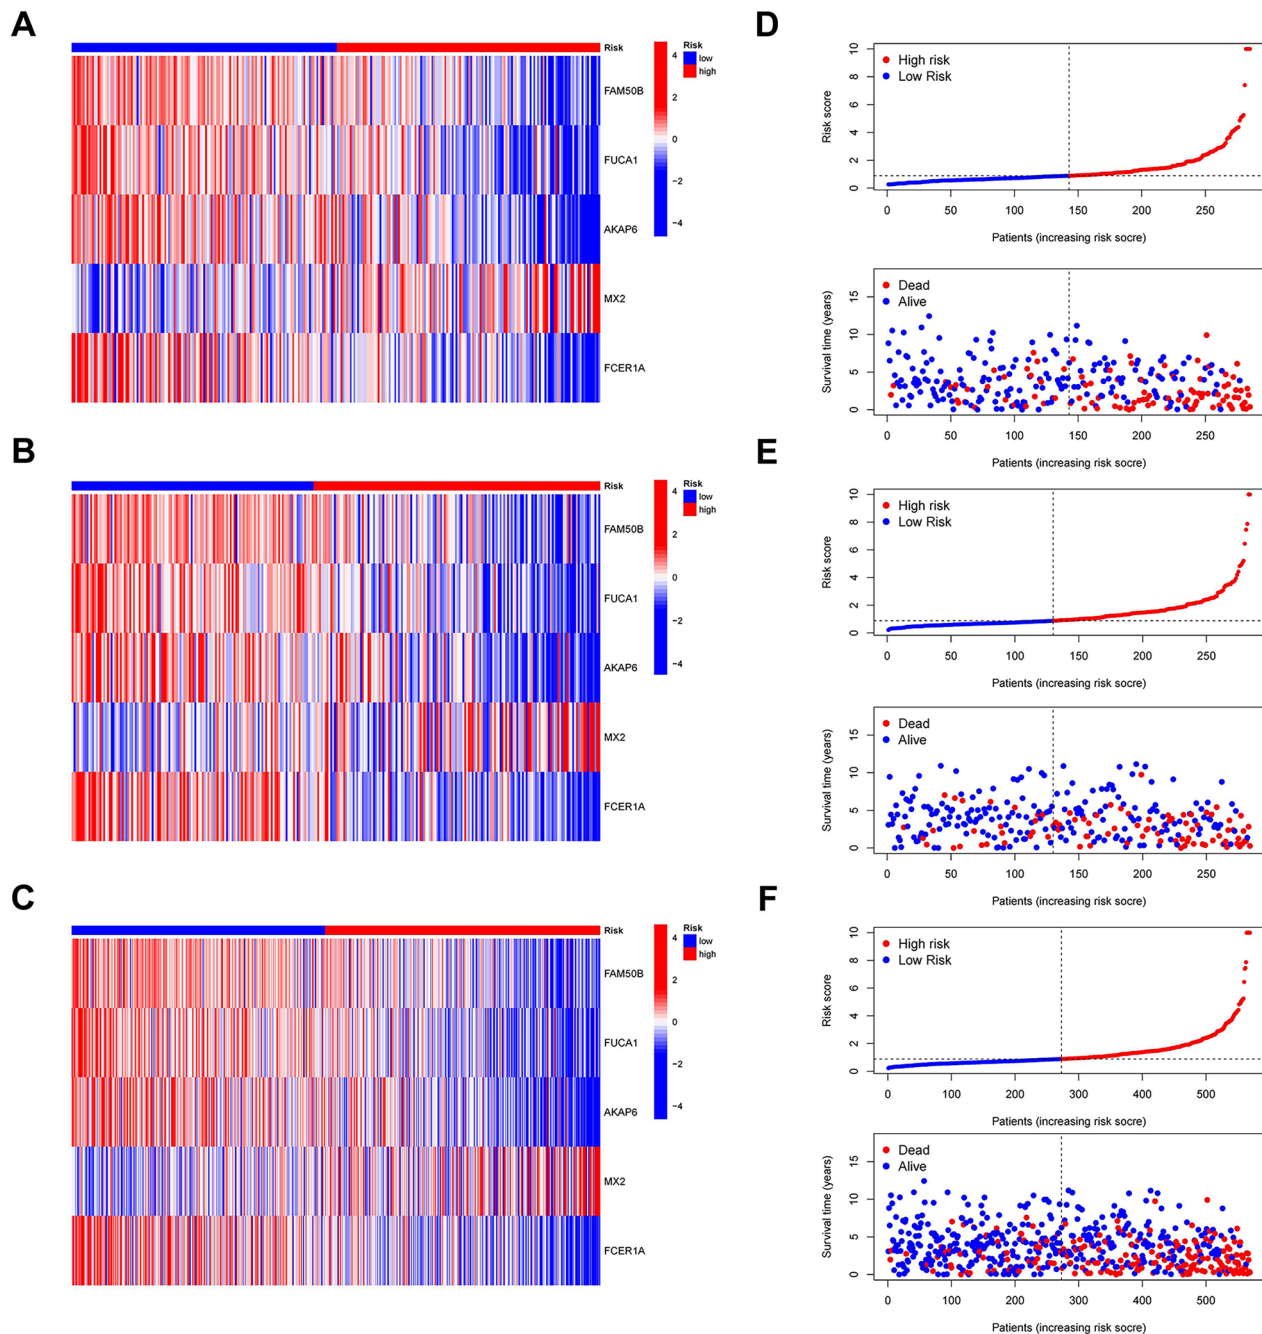 A
Risk
4
2
0
−2
−4
Risk
low
high
FAM50B
FUCA1
AKAP6
MX2
FCER1A
D
High risk
Low Risk
Risk score
10
8
6
4
2
0
0 50 100 150 200 250
Patients (increasing risk socre)
Dead
Alive
Survival time (years)
15
10
5
0
0 50 100 150 200 250
Patients (increasing risk socre)
B
Risk
4
2
0
−2
−4
Risk
low
high
FAM50B
FUCA1
AKAP6
MX2
FCER1A
E
High risk
Low Risk
Risk score
10
8
6
4
2
0
0 50 100 150 200 250
Patients (increasing risk socre)
Dead
Alive
Survival time (years)
15
10
5
0
0 50 100 150 200 250
Patients (increasing risk socre)
C
Risk
4
2
0
−2
−4
Risk
low
high
FAM50B
FUCA1
AKAP6
MX2
FCER1A
F
High risk
Low Risk
Risk score
10
8
6
4
2
0
0 100 200 300 400 500
Patients (increasing risk socre)
Dead
Alive
Survival time (years)
15
10
5
0
0 100 200 300 400 500
Patients (increasing risk socre)